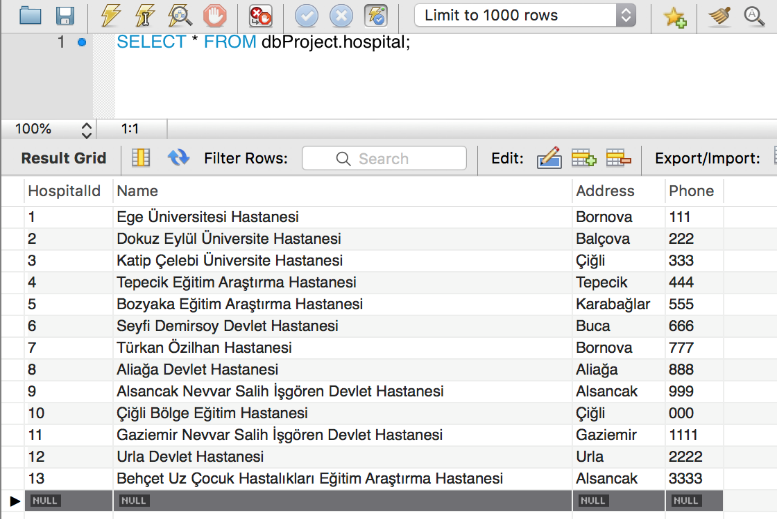 Limit to 1000 rows
1 SELECT * FROM dbProject.hospital;
100% 1:1
Result Grid Filter Rows: Search Edit: Export/Import:
HospitalId Name Address Phone
1 Ege Üniversitesi Hastanesi Bornova 111
2 Dokuz Eylül Üniversite Hastanesi Balçova 222
3 Katip Çelebi Üniversite Hastanesi Çiğli 333
4 Tepecik Eğitim Araştırma Hastanesi Tepecik 444
5 Bozyaka Eğitim Araştırma Hastanesi Karabağlar 555
6 Seyfi Demirsoy Devlet Hastanesi Buca 666
7 Türkan Özilhan Hastanesi Bornova 777
8 Aliağa Devlet Hastanesi Aliağa 888
9 Alsancak Nevvar Salih İşgören Devlet Hastanesi Alsancak 999
10 Çiğli Bölge Eğitim Hastanesi Çiğli 000
11 Gaziemir Nevvar Salih İşgören Devlet Hastanesi Gaziemir 1111
12 Urla Devlet Hastanesi Urla 2222
13 Behçet Uz Çocuk Hastalıkları Eğitim Araştırma Hastanesi Alsancak 3333
NULL NULL NULL NULL